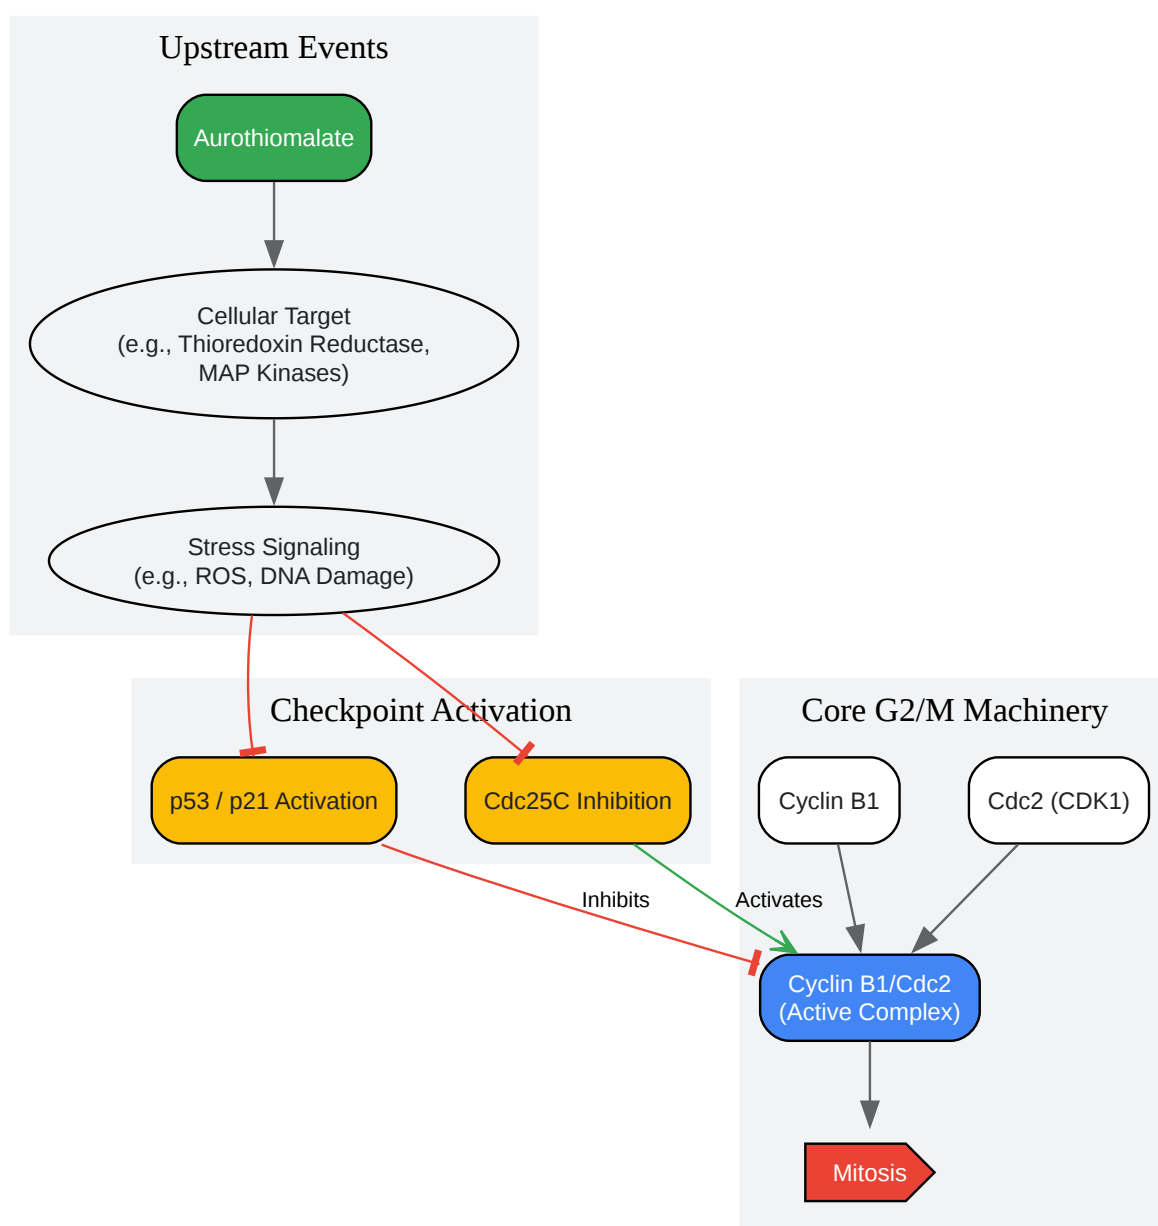 Upstream Events
Aurothiomalate
Cellular Target
(e.g., Thioredoxin Reductase,
MAP Kinases)
Stress Signaling
(e.g., ROS, DNA Damage)
Checkpoint Activation
p53 / p21 Activation
Cdc25C Inhibition
Core G2/M Machinery
Cyclin B1
Cdc2 (CDK1)
Inhibits
Activates
Cyclin B1/Cdc2
(Active Complex)
Mitosis